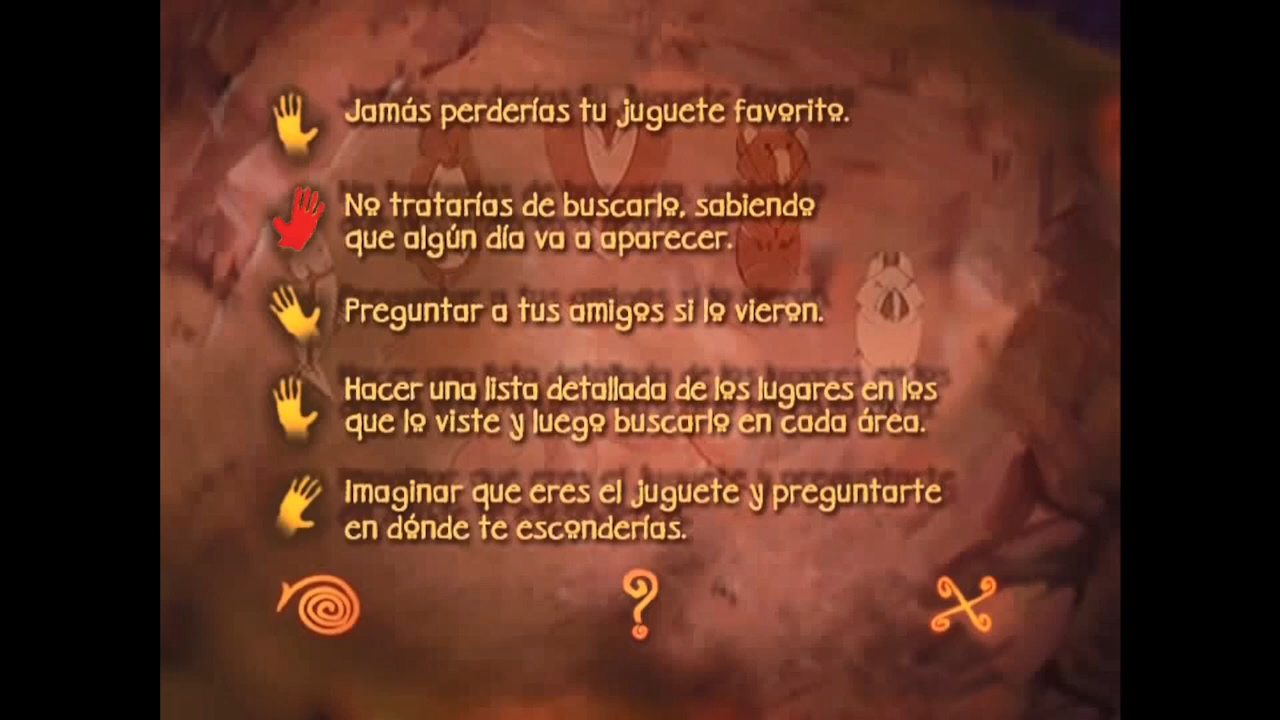 Jamás perderías tu juguete favorito.
No tratarías de buscarlo, sabiendo
que algún día va a aparecer.
Preguntar a tus amigos si lo vieron.
Hacer una lista detallada de los lugares en los
que lo viste y luego buscarlo en cada área.
Imaginar que eres el juguete y preguntarte
en dónde te esconderías.
?